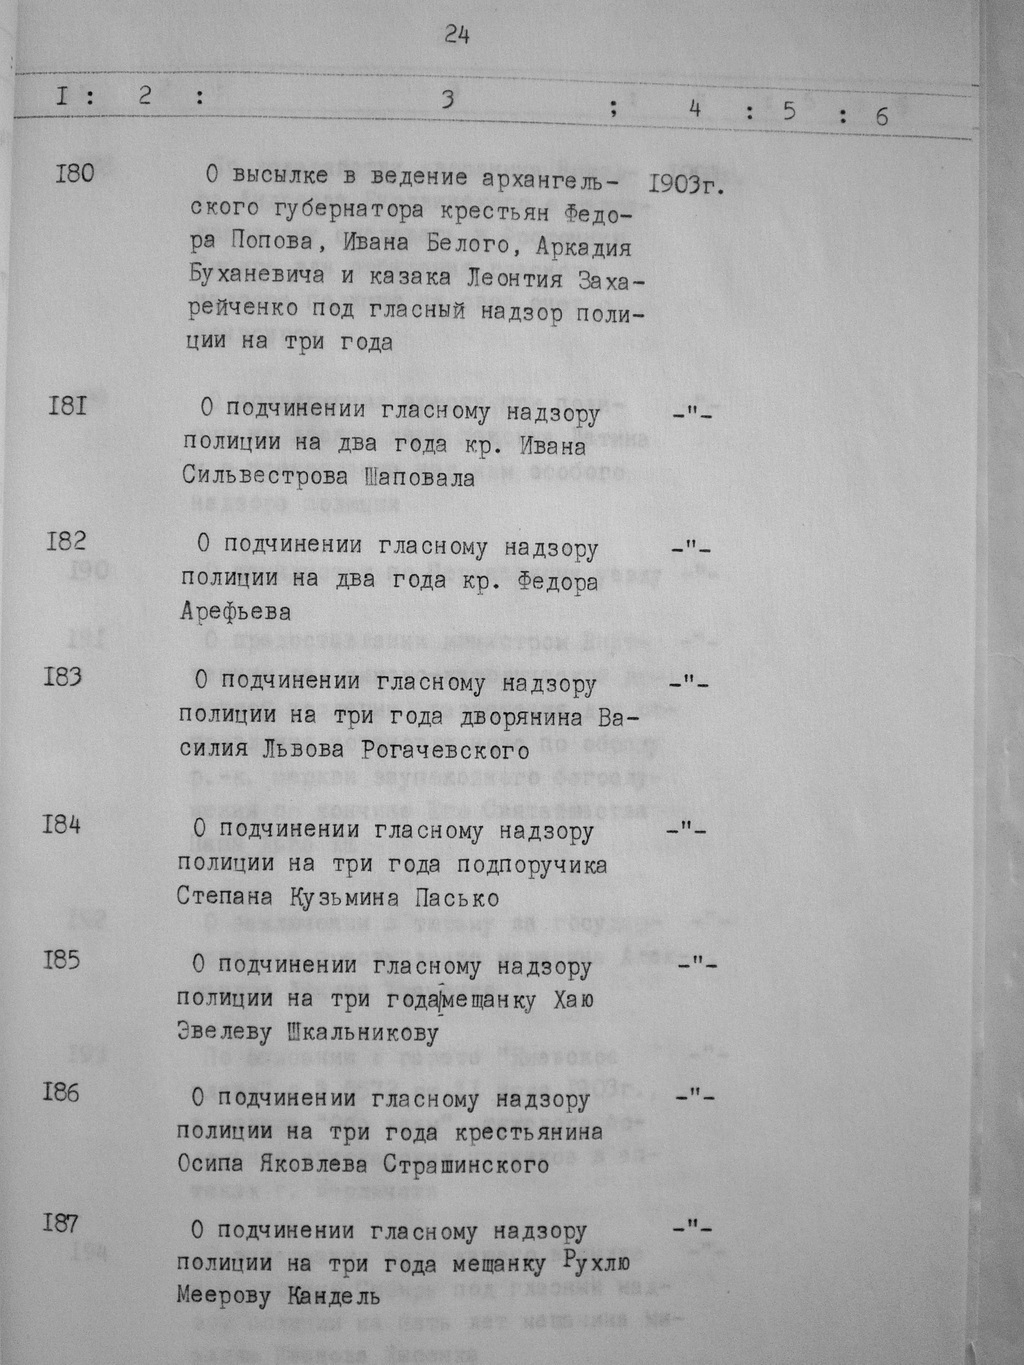 24
I : 2 : 3 ; 4 : 5 : 6
I80 О высылке в ведение архангель- I903г.
ского губернатора крестьян Федо-
ра Попова, Ивана Белого, Аркадия
Буханевича и казака Леонтия Заха-
рейченко под гласный надзор поли-
ции на три года
I8I О подчинении гласному надзору -"-
полиции на два года кр. Ивана
Сильвестрова Шаповала
I82 О подчинении гласному надзору -"-
полиции на два года кр. Федора
Арефьева
I83 О подчинении гласному надзору -"-
полиции на три года дворянина Ва-
силия Львова Рогачевского
I84 О подчинении гласному надзору -"-
полиции на три года подпоручика
Степана Кузьмина Пасько
I85 О подчинении гласному надзору -"-
полиции на три года/мещанку Хаю
Эвелеву Шкальникову
I86 О подчинении гласному надзору -"-
полиции на три года крестьянина
Осипа Яковлева Страшинского
I87 О подчинении гласному надзору -"-
полиции на три года мещанку Рухлю
Меерову Кандель